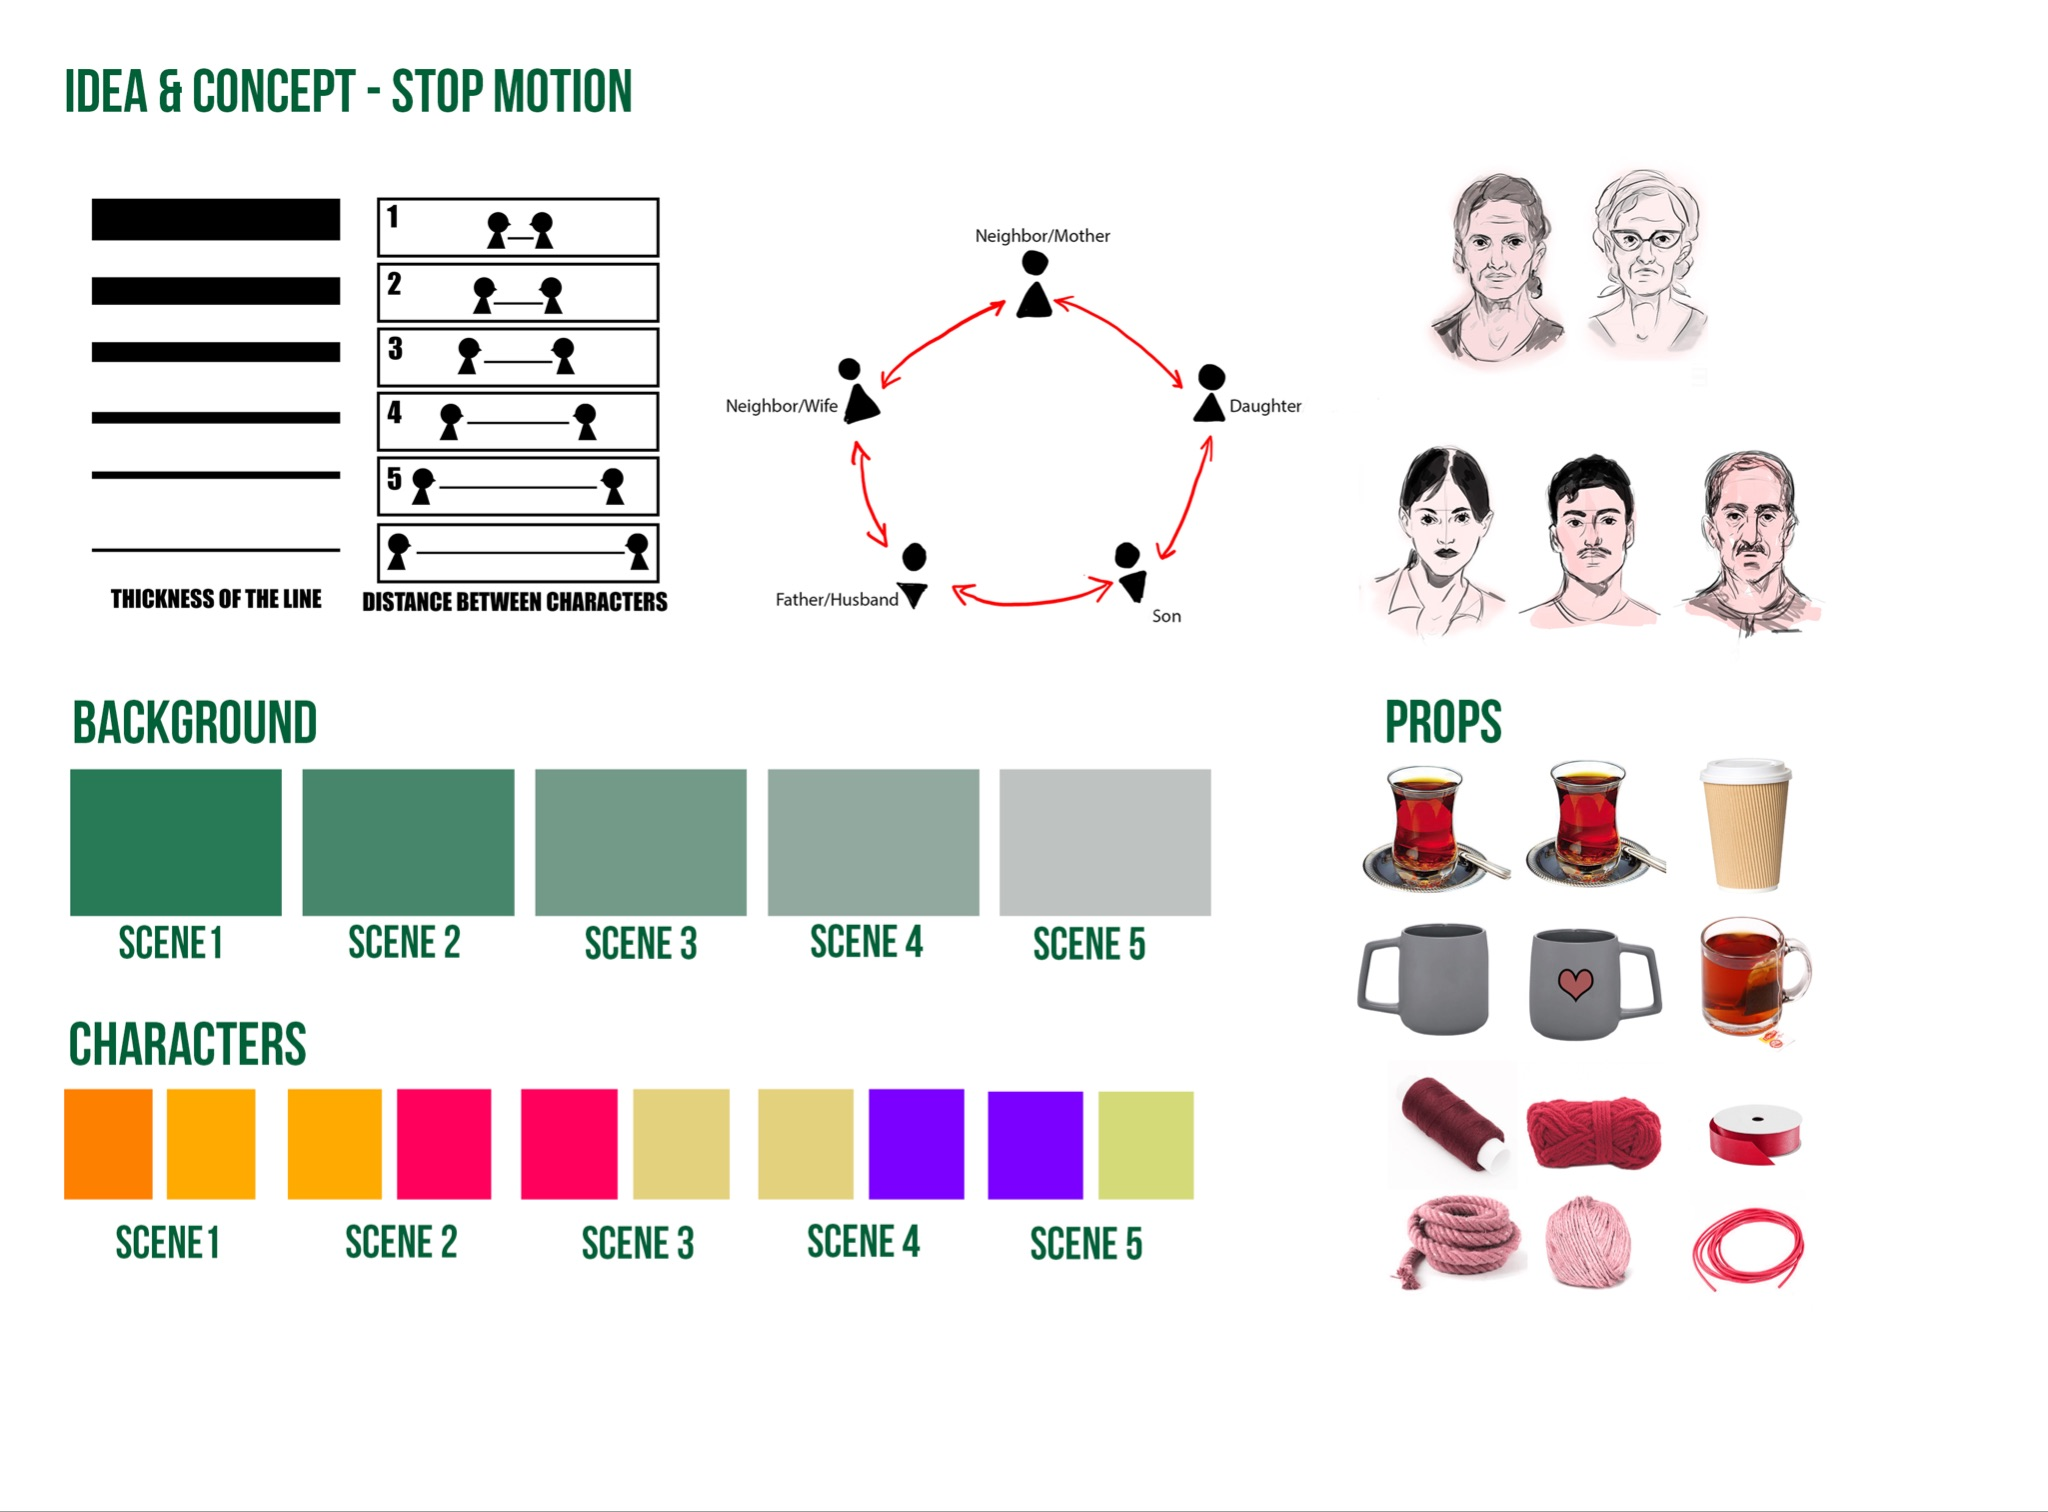 IDEA & CONCEPT - STOP MOTION
1
2
3
4
5
THICKNESS OF THE LINE
DISTANCE BETWEEN CHARACTERS
Neighbor/Mother
Neighbor/Wife
Daughter
Father/Husband
Son
BACKGROUND
SCENE 1
SCENE 2
SCENE 3
SCENE 4
SCENE 5
PROPS
CHARACTERS
SCENE 1
SCENE 2
SCENE 3
SCENE 4
SCENE 5